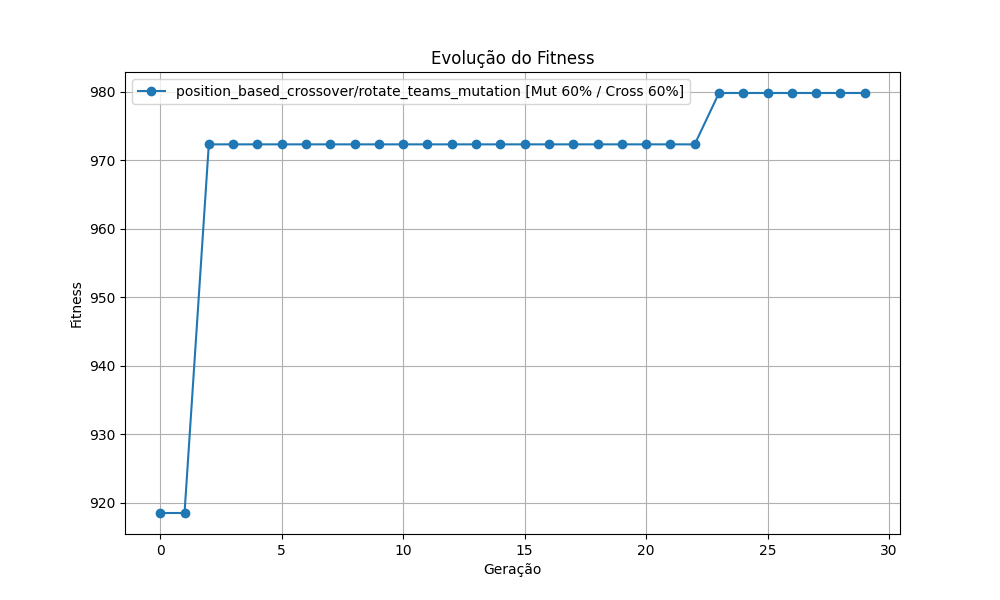 Evolução do Fitness
position_based_crossover/rotate_teams_mutation [Mut 60% / Cross 60%]
Fitness
980
970
960
950
940
930
920
0 5 10 15 20 25 30
Geração